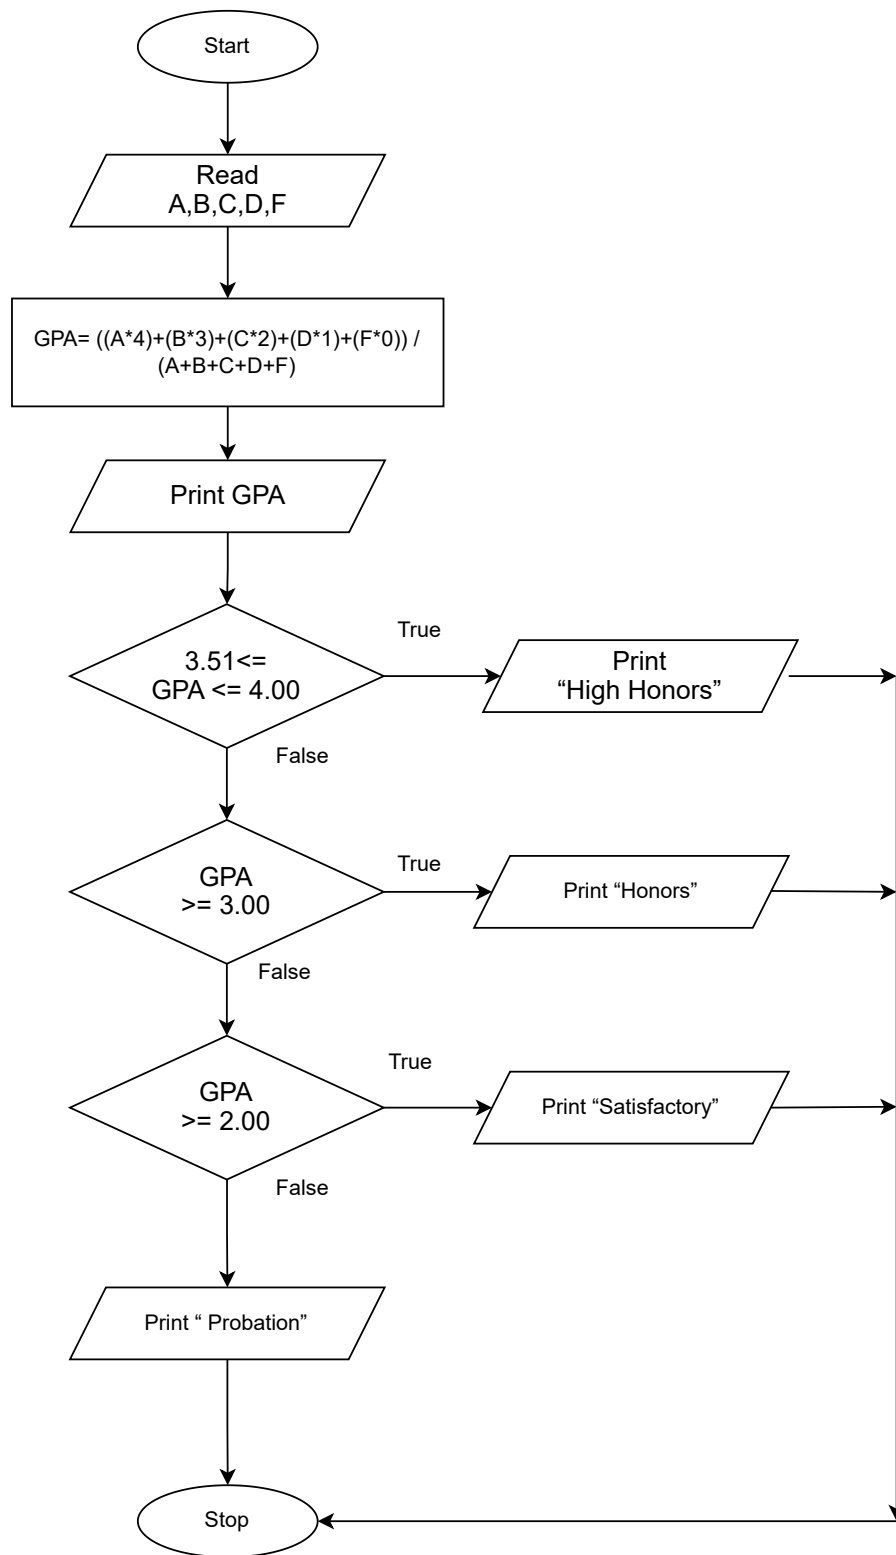 Start
Read
A,B,C,D,F
GPA= ((A*4)+(B*3)+(C*2)+(D*1)+(F*0)) /
(A+B+C+D+F)
Print GPA
3.51<=
GPA <= 4.00
True
Print
“High Honors”
False
GPA
>= 3.00
True
Print “Honors”
False
GPA
>= 2.00
True
Print “Satisfactory”
False
Print “ Probation”
Stop